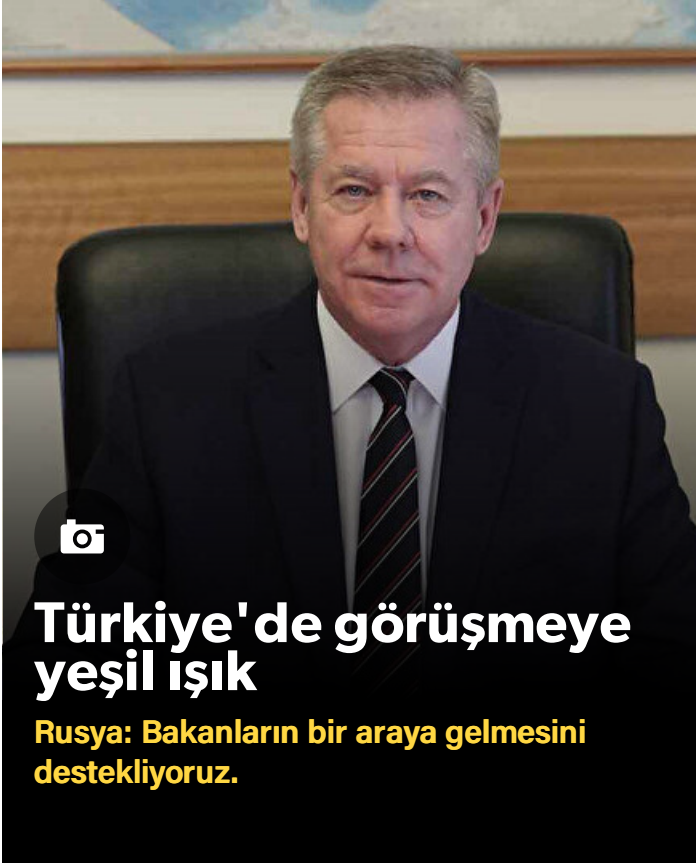 Türkiye'de görüşmeye
yeşil ışık
Rusya: Bakanların bir araya gelmesini
destekliyoruz.